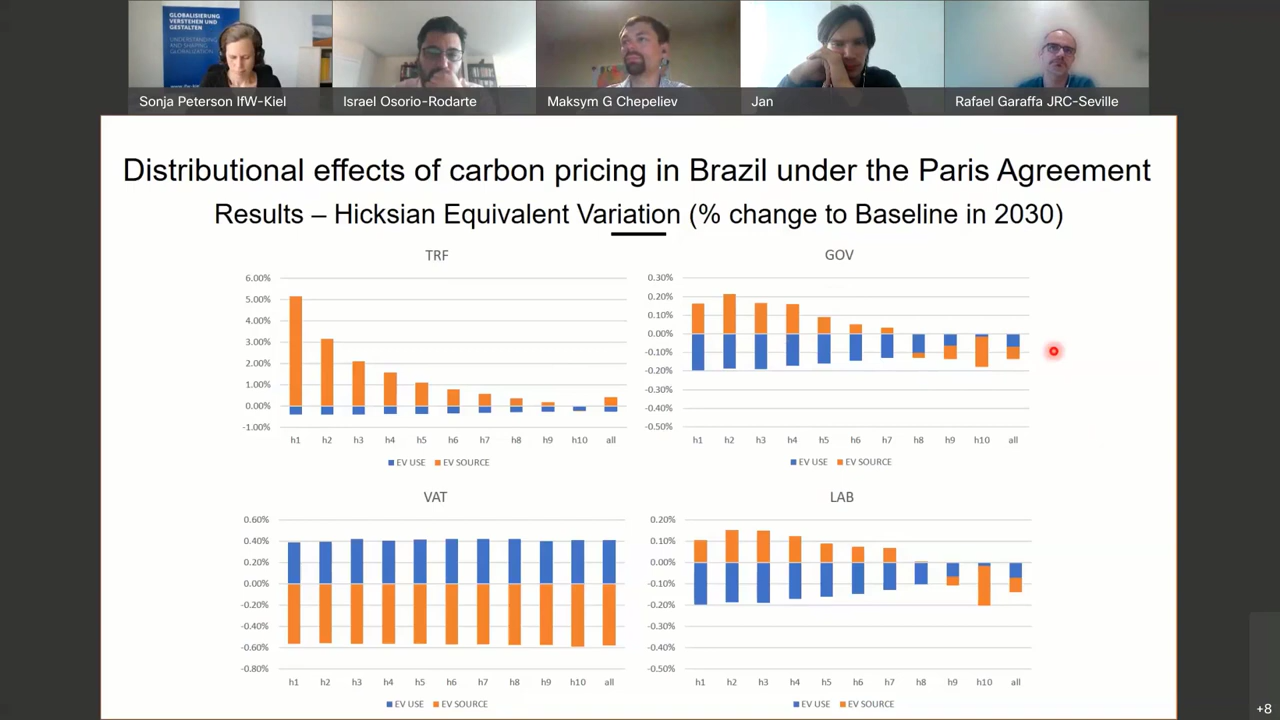 GLOBALISIERUNG
VERSTEHEN UND
GESTALTEN
UNDERSTANDING
AND SHAPING
GLOBALISATION
Sonja Peterson IfW-Kiel
Israel Osorio-Rodarte
Maksym G Chepeliev
Jan
Rafael Garaffa JRC-Seville
Distributional effects of carbon pricing in Brazil under the Paris Agreement
Results – Hicksian Equivalent Variation (% change to Baseline in 2030)
TRF
6.00%
5.00%
4.00%
3.00%
2.00%
1.00%
0.00%
-1.00%
h1 h2 h3 h4 h5 h6 h7 h8 h9 h10 all
EV USE EV SOURCE
GOV
0.30%
0.20%
0.10%
0.00%
-0.10%
-0.20%
-0.30%
-0.40%
-0.50%
h1 h2 h3 h4 h5 h6 h7 h8 h9 h10 all
EV USE EV SOURCE
VAT
0.60%
0.40%
0.20%
0.00%
-0.20%
-0.40%
-0.60%
-0.80%
h1 h2 h3 h4 h5 h6 h7 h8 h9 h10 all
EV USE EV SOURCE
LAB
0.20%
0.10%
0.00%
-0.10%
-0.20%
-0.30%
-0.40%
-0.50%
h1 h2 h3 h4 h5 h6 h7 h8 h9 h10 all
EV USE EV SOURCE
+8